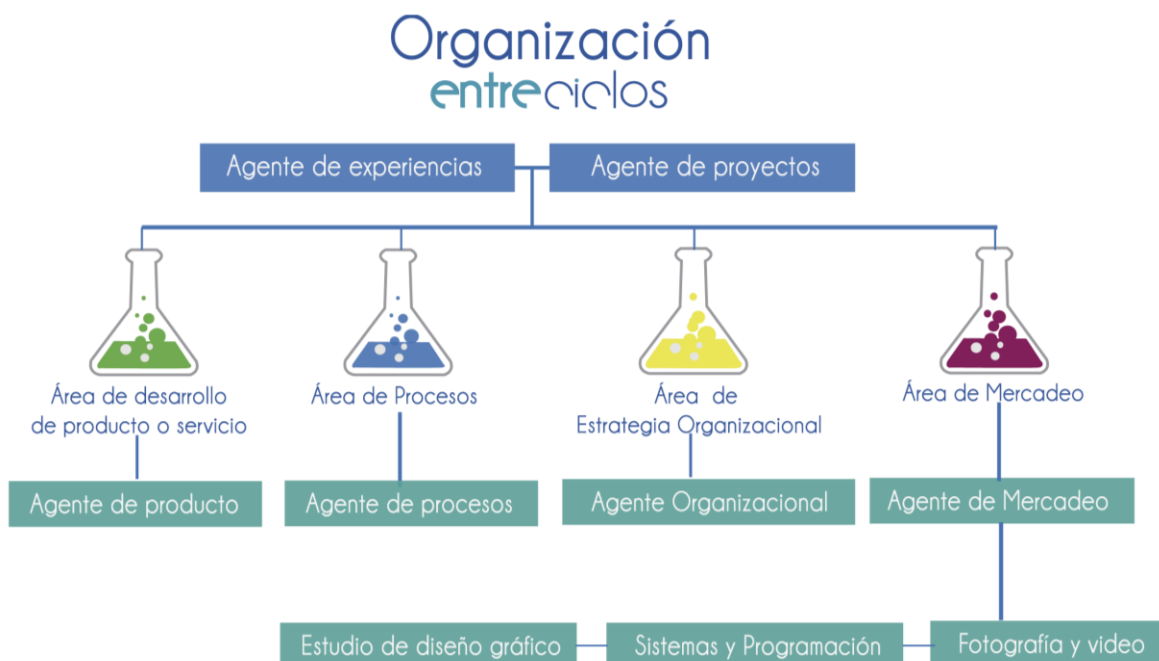 Organización
entreciclos
Agente de experiencias
Agente de proyectos
Área de desarrollo
de producto o servicio
Área de Procesos
Área de
Estrategia Organizacional
Área de Mercadeo
Agente de producto
Agente de procesos
Agente Organizacional
Agente de Mercadeo
Estudio de diseño gráfico
Sistemas y Programación
Fotografía y video